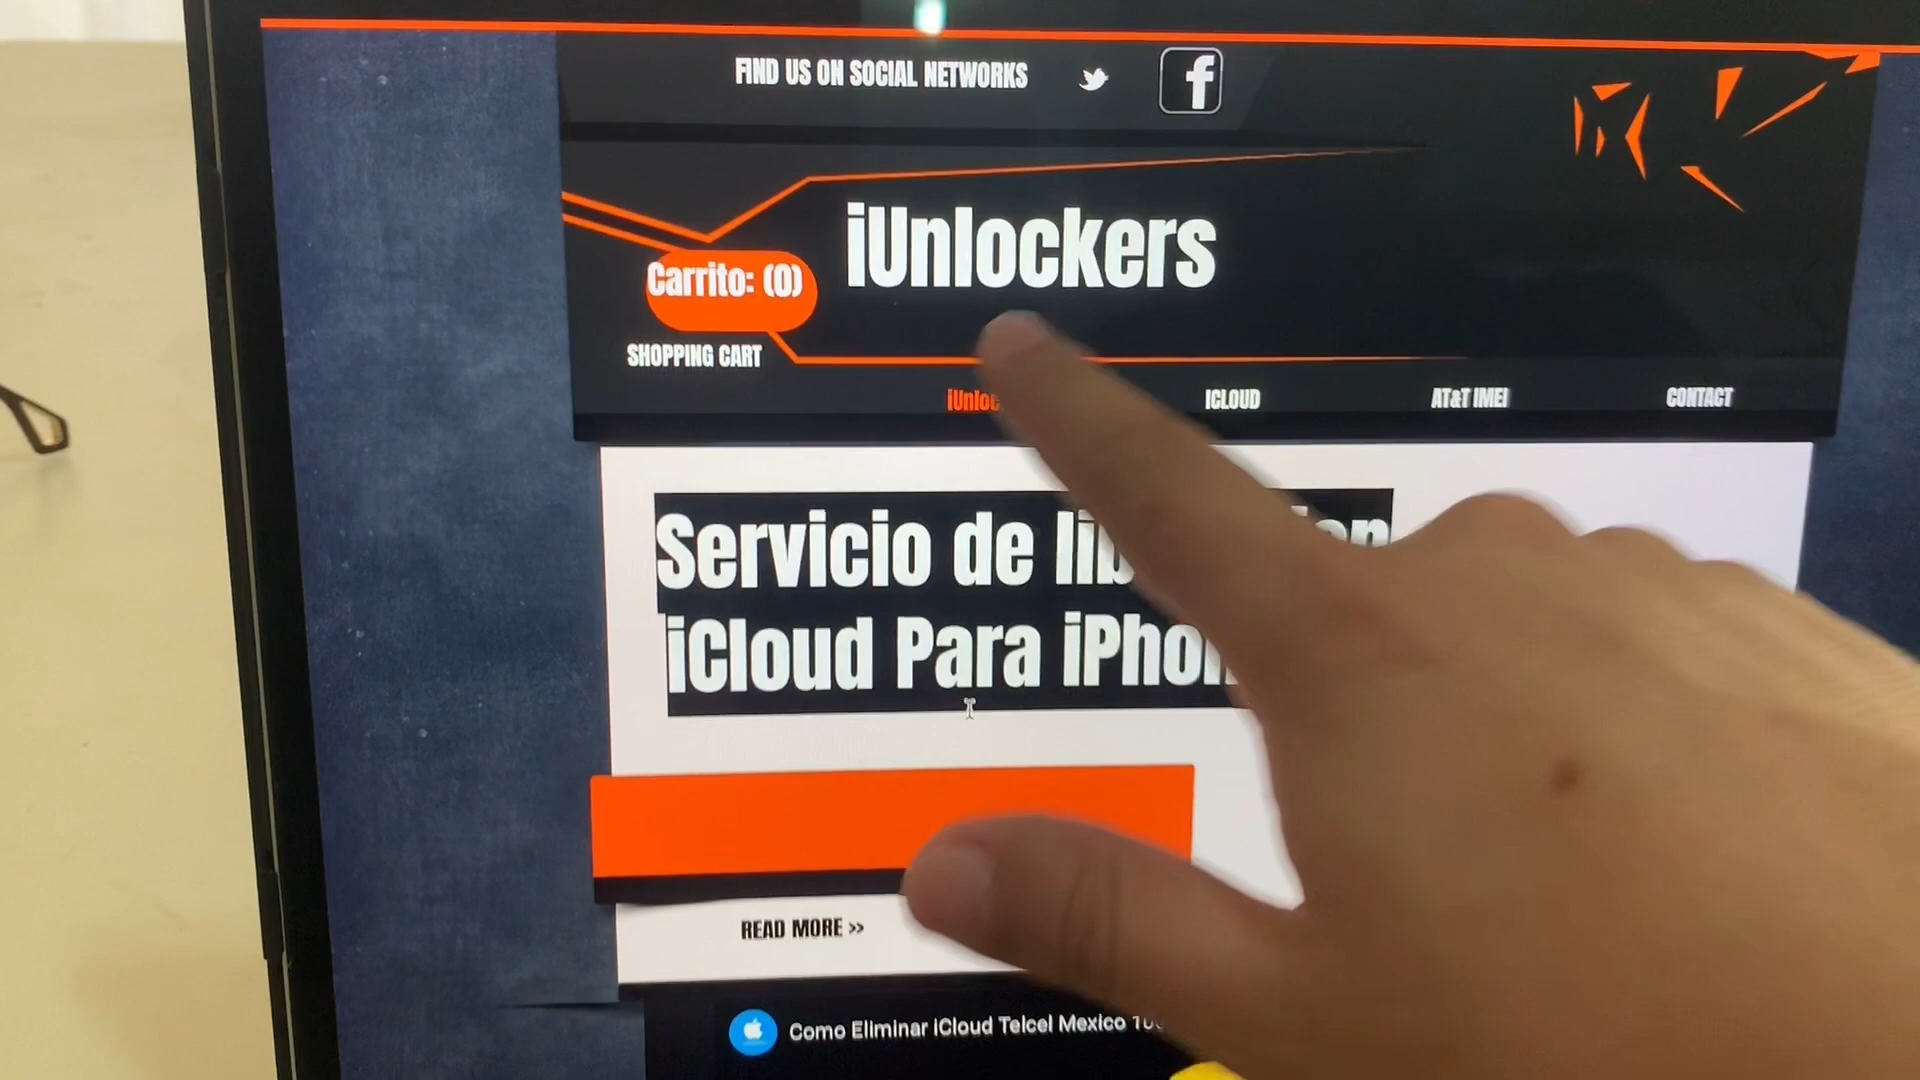 FIND US ON SOCIAL NETWORKS
f
iUnlockers
Carrito: (0)
SHOPPING CART
ICLOUD
AT&T IMEI
CONTACT
Servicio de
iCloud Para
READ MORE >>
Como Eliminar iCloud Telcel Mexico